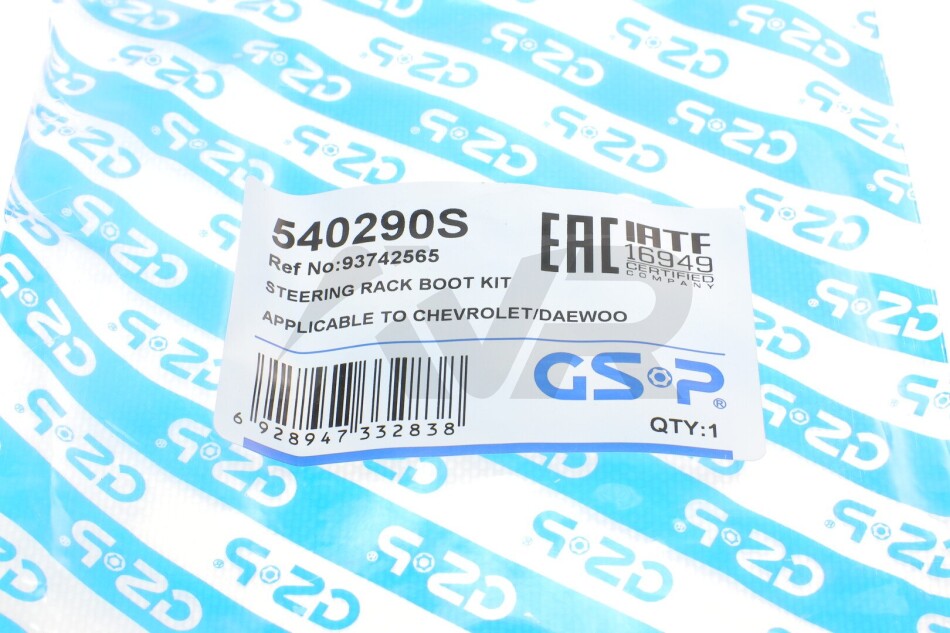 540290S
Ref No:93742565
STEERING RACK BOOT KIT
APPLICABLE TO CHEVROLET/DAEWOO
EAC
IATF
16949
CERTIFIED
COMPANY
GSP®
QTY:1
6 928947 332838